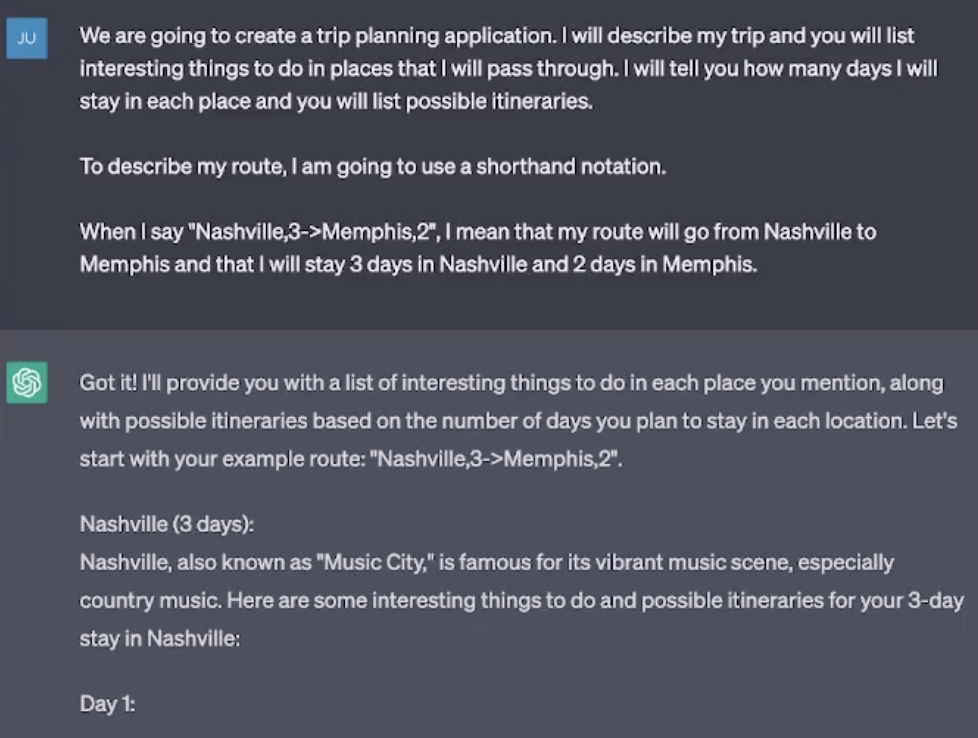 JU
We are going to create a trip planning application. I will describe my trip and you will list
interesting things to do in places that I will pass through. I will tell you how many days I will
stay in each place and you will list possible itineraries.
To describe my route, I am going to use a shorthand notation.
When I say "Nashville,3->Memphis,2", I mean that my route will go from Nashville to
Memphis and that I will stay 3 days in Nashville and 2 days in Memphis.
Got it! I'll provide you with a list of interesting things to do in each place you mention, along
with possible itineraries based on the number of days you plan to stay in each location. Let's
start with your example route: "Nashville,3->Memphis,2".
Nashville (3 days):
Nashville, also known as "Music City," is famous for its vibrant music scene, especially
country music. Here are some interesting things to do and possible itineraries for your 3-day
stay in Nashville:
Day 1: